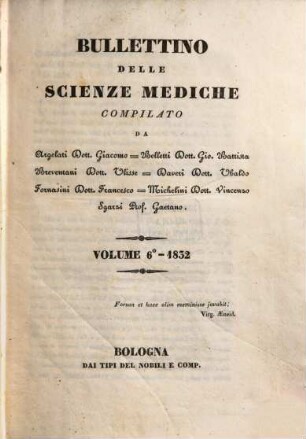 BULLETTINO
DELLE
SCIENZE MEDICHE
COMPILATO
DA
Argelati Dott. Giacomo = Belletti Dott. Gio. Battista
Breventani Dott. Ulisse = Daveri Dott. Ubaldo
Fornasini Dott. Francesco = Michelini Dott. Vincenzo
Sgarzi Prof. Gaetano.
VOLUME 6º - 1832
Forsan et haec olim meminisse juvabit:
Virg. Æneid.
BOLOGNA
DAI TIPI DEL NOBILI E COMP.